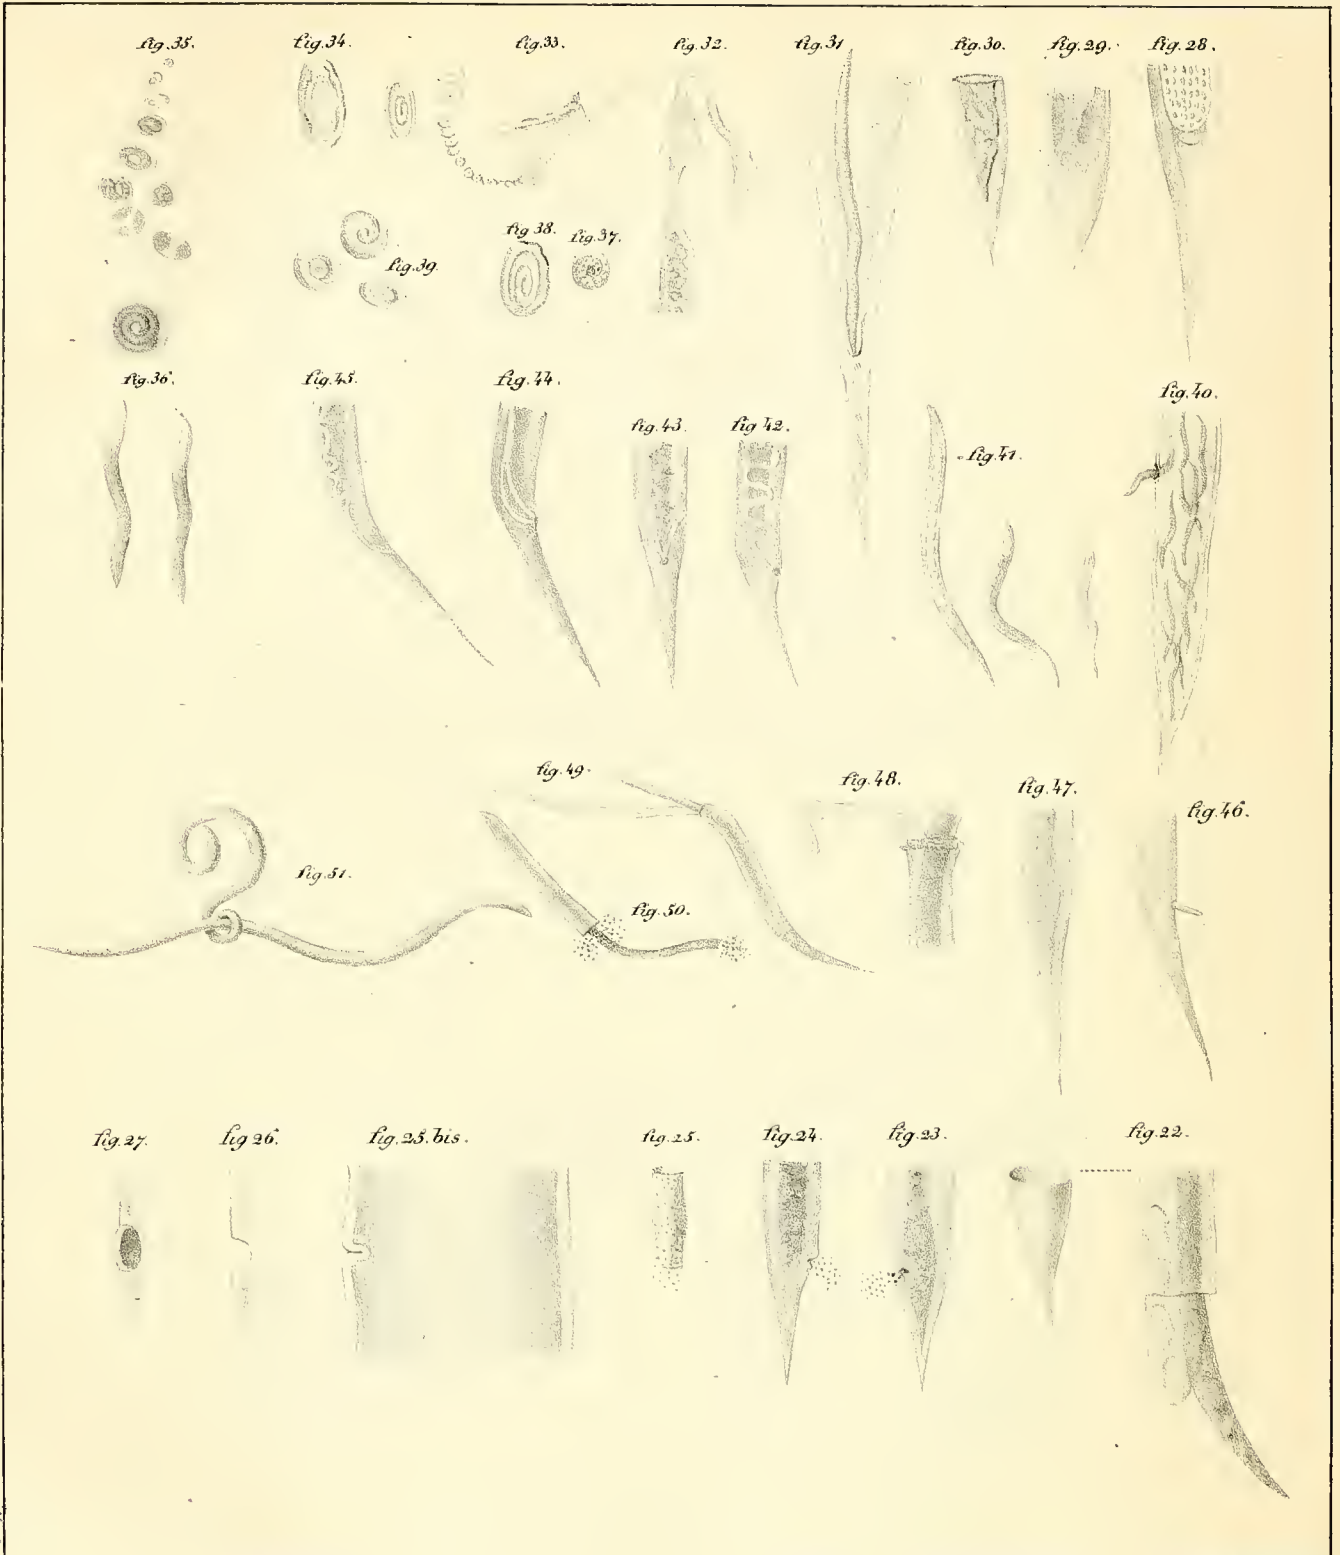 fig.35. fig.34. fig.33. fig.32. fig.31 fig.30. fig.29. fig.28.
fig 38. fig.37.
fig.39.
fig.36. fig.45. fig.44. fig.40.
fig.43. fig 42.
fig.41.
fig.49. fig.48. fig.47.
fig.46.
fig.51.
fig.50.
fig.27. fig 26. fig.25.bis. fig.25. fig.24. fig.23. fig.22.